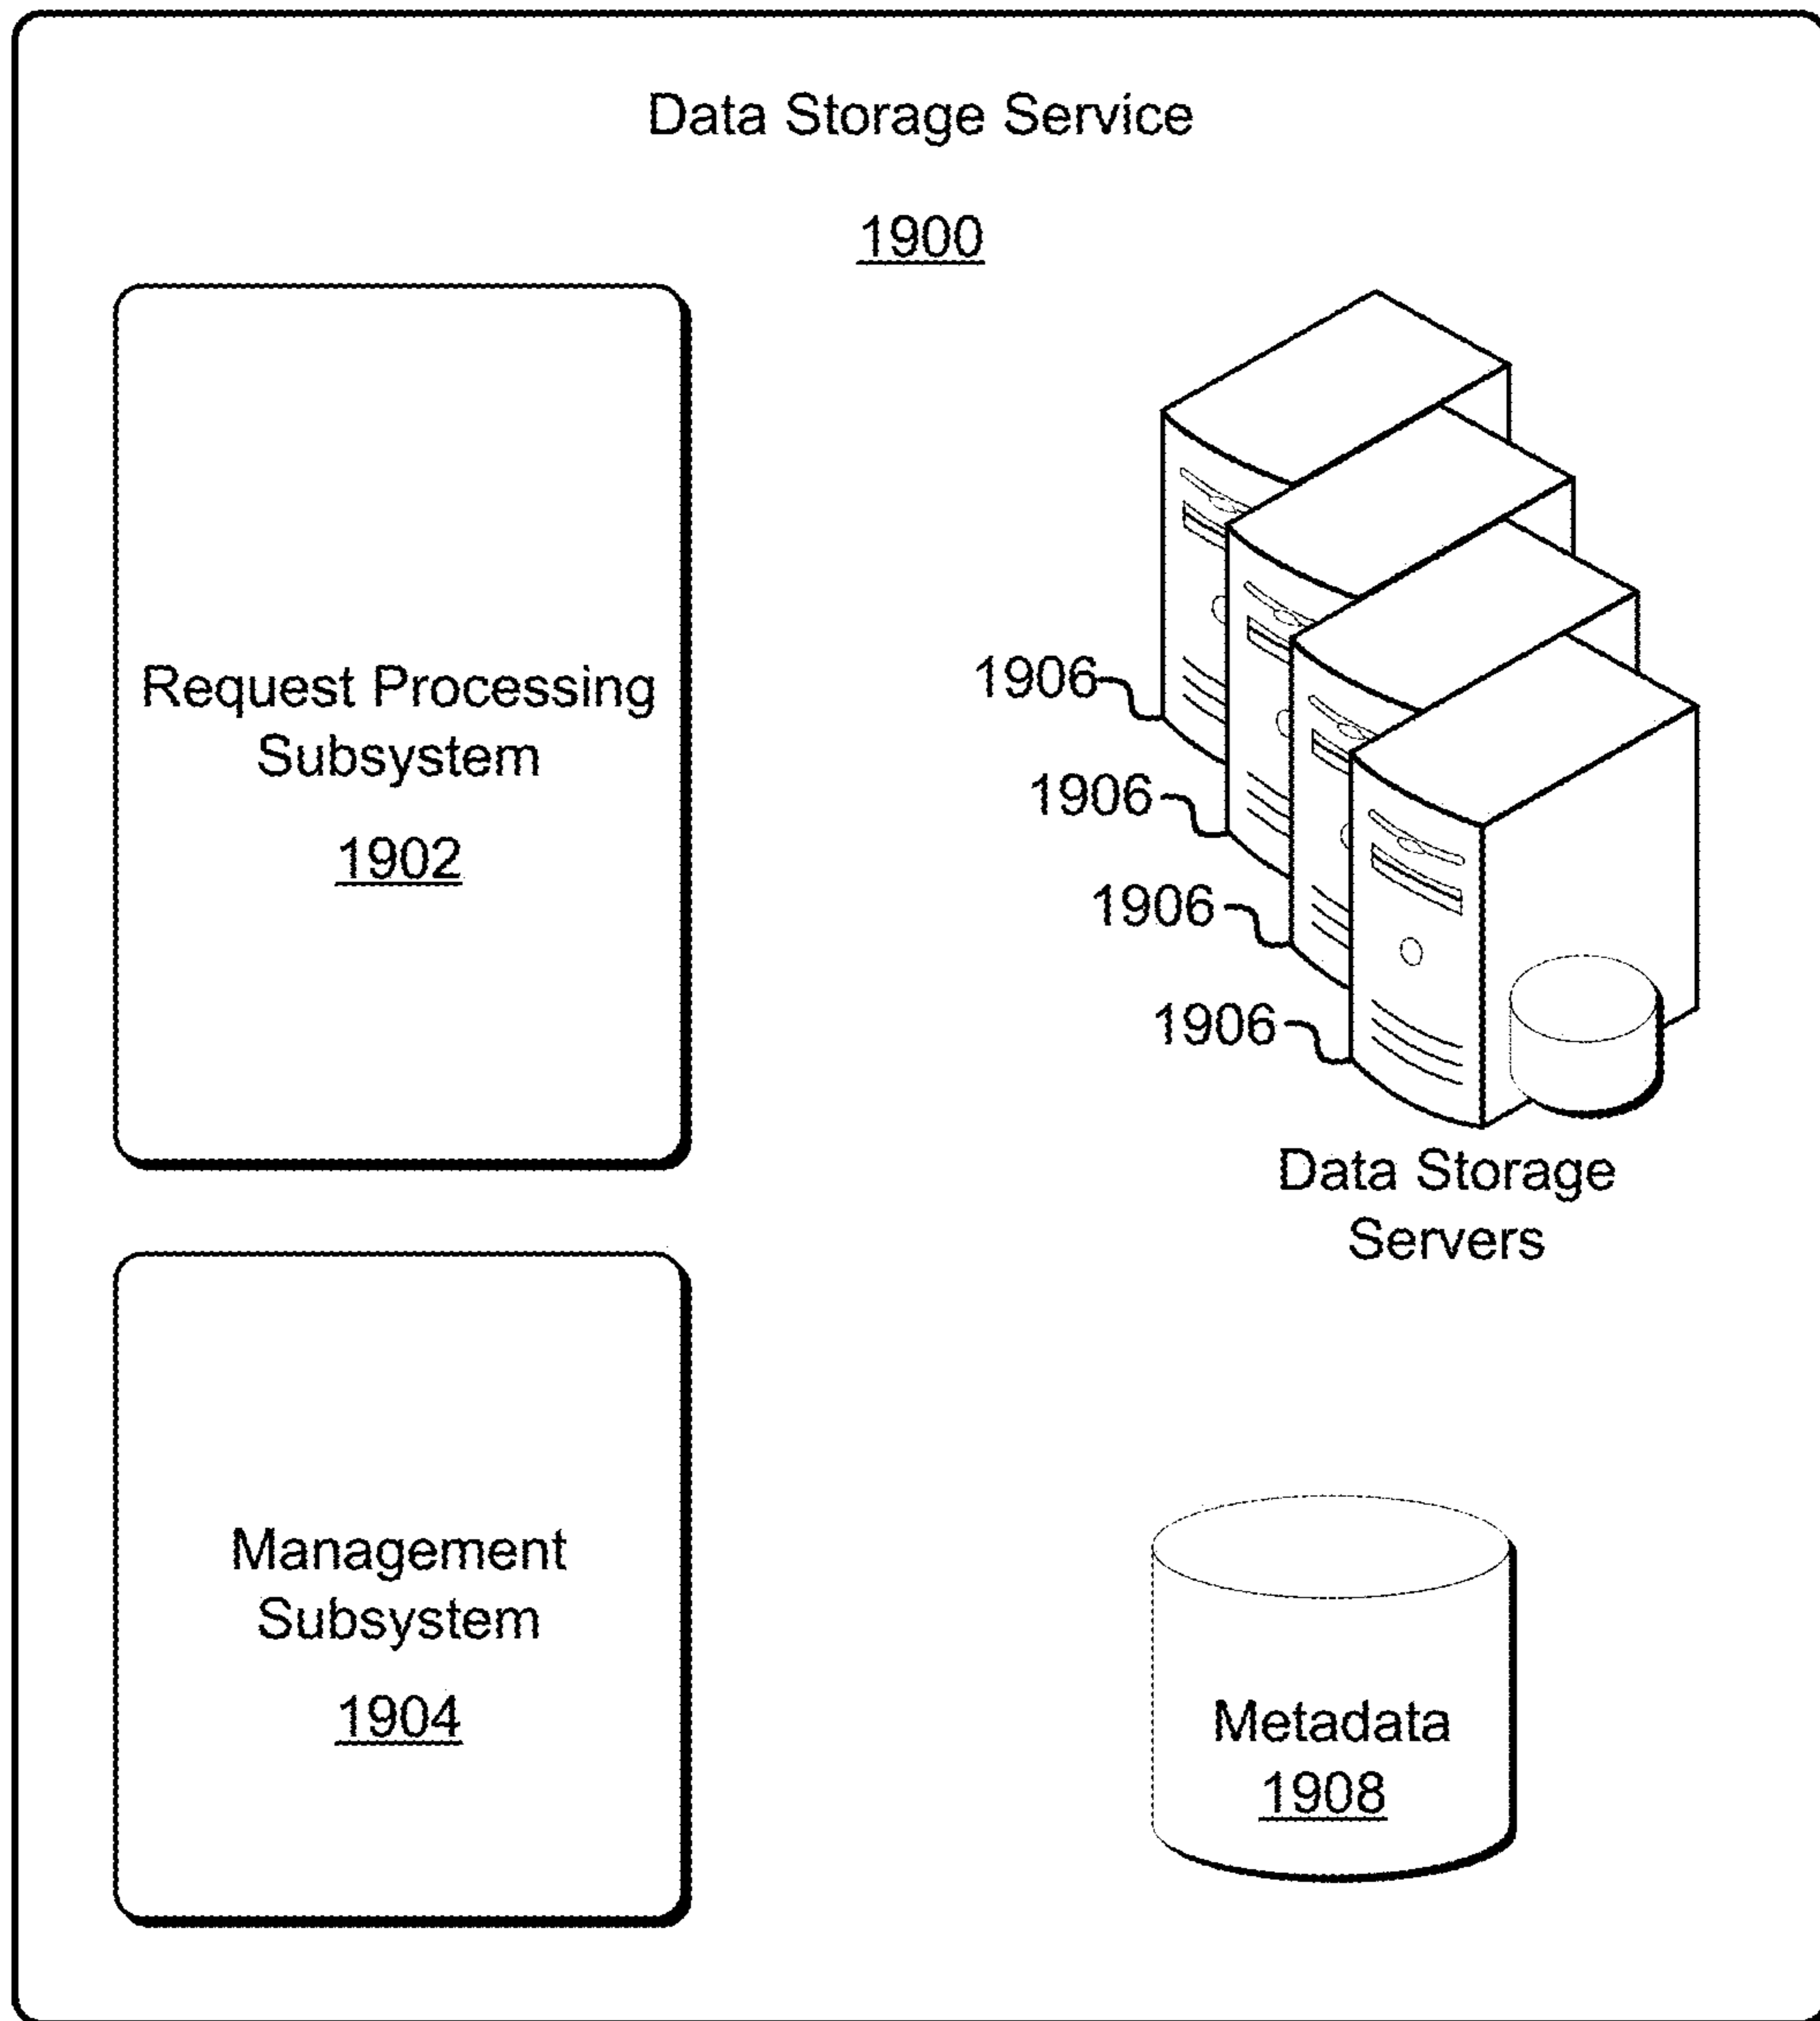 Data Storage Service
1900
Request Processing
Subsystem
1902
1906
1906
1906
1906
Data Storage
Servers
Management
Subsystem
1904
Metadata
1908